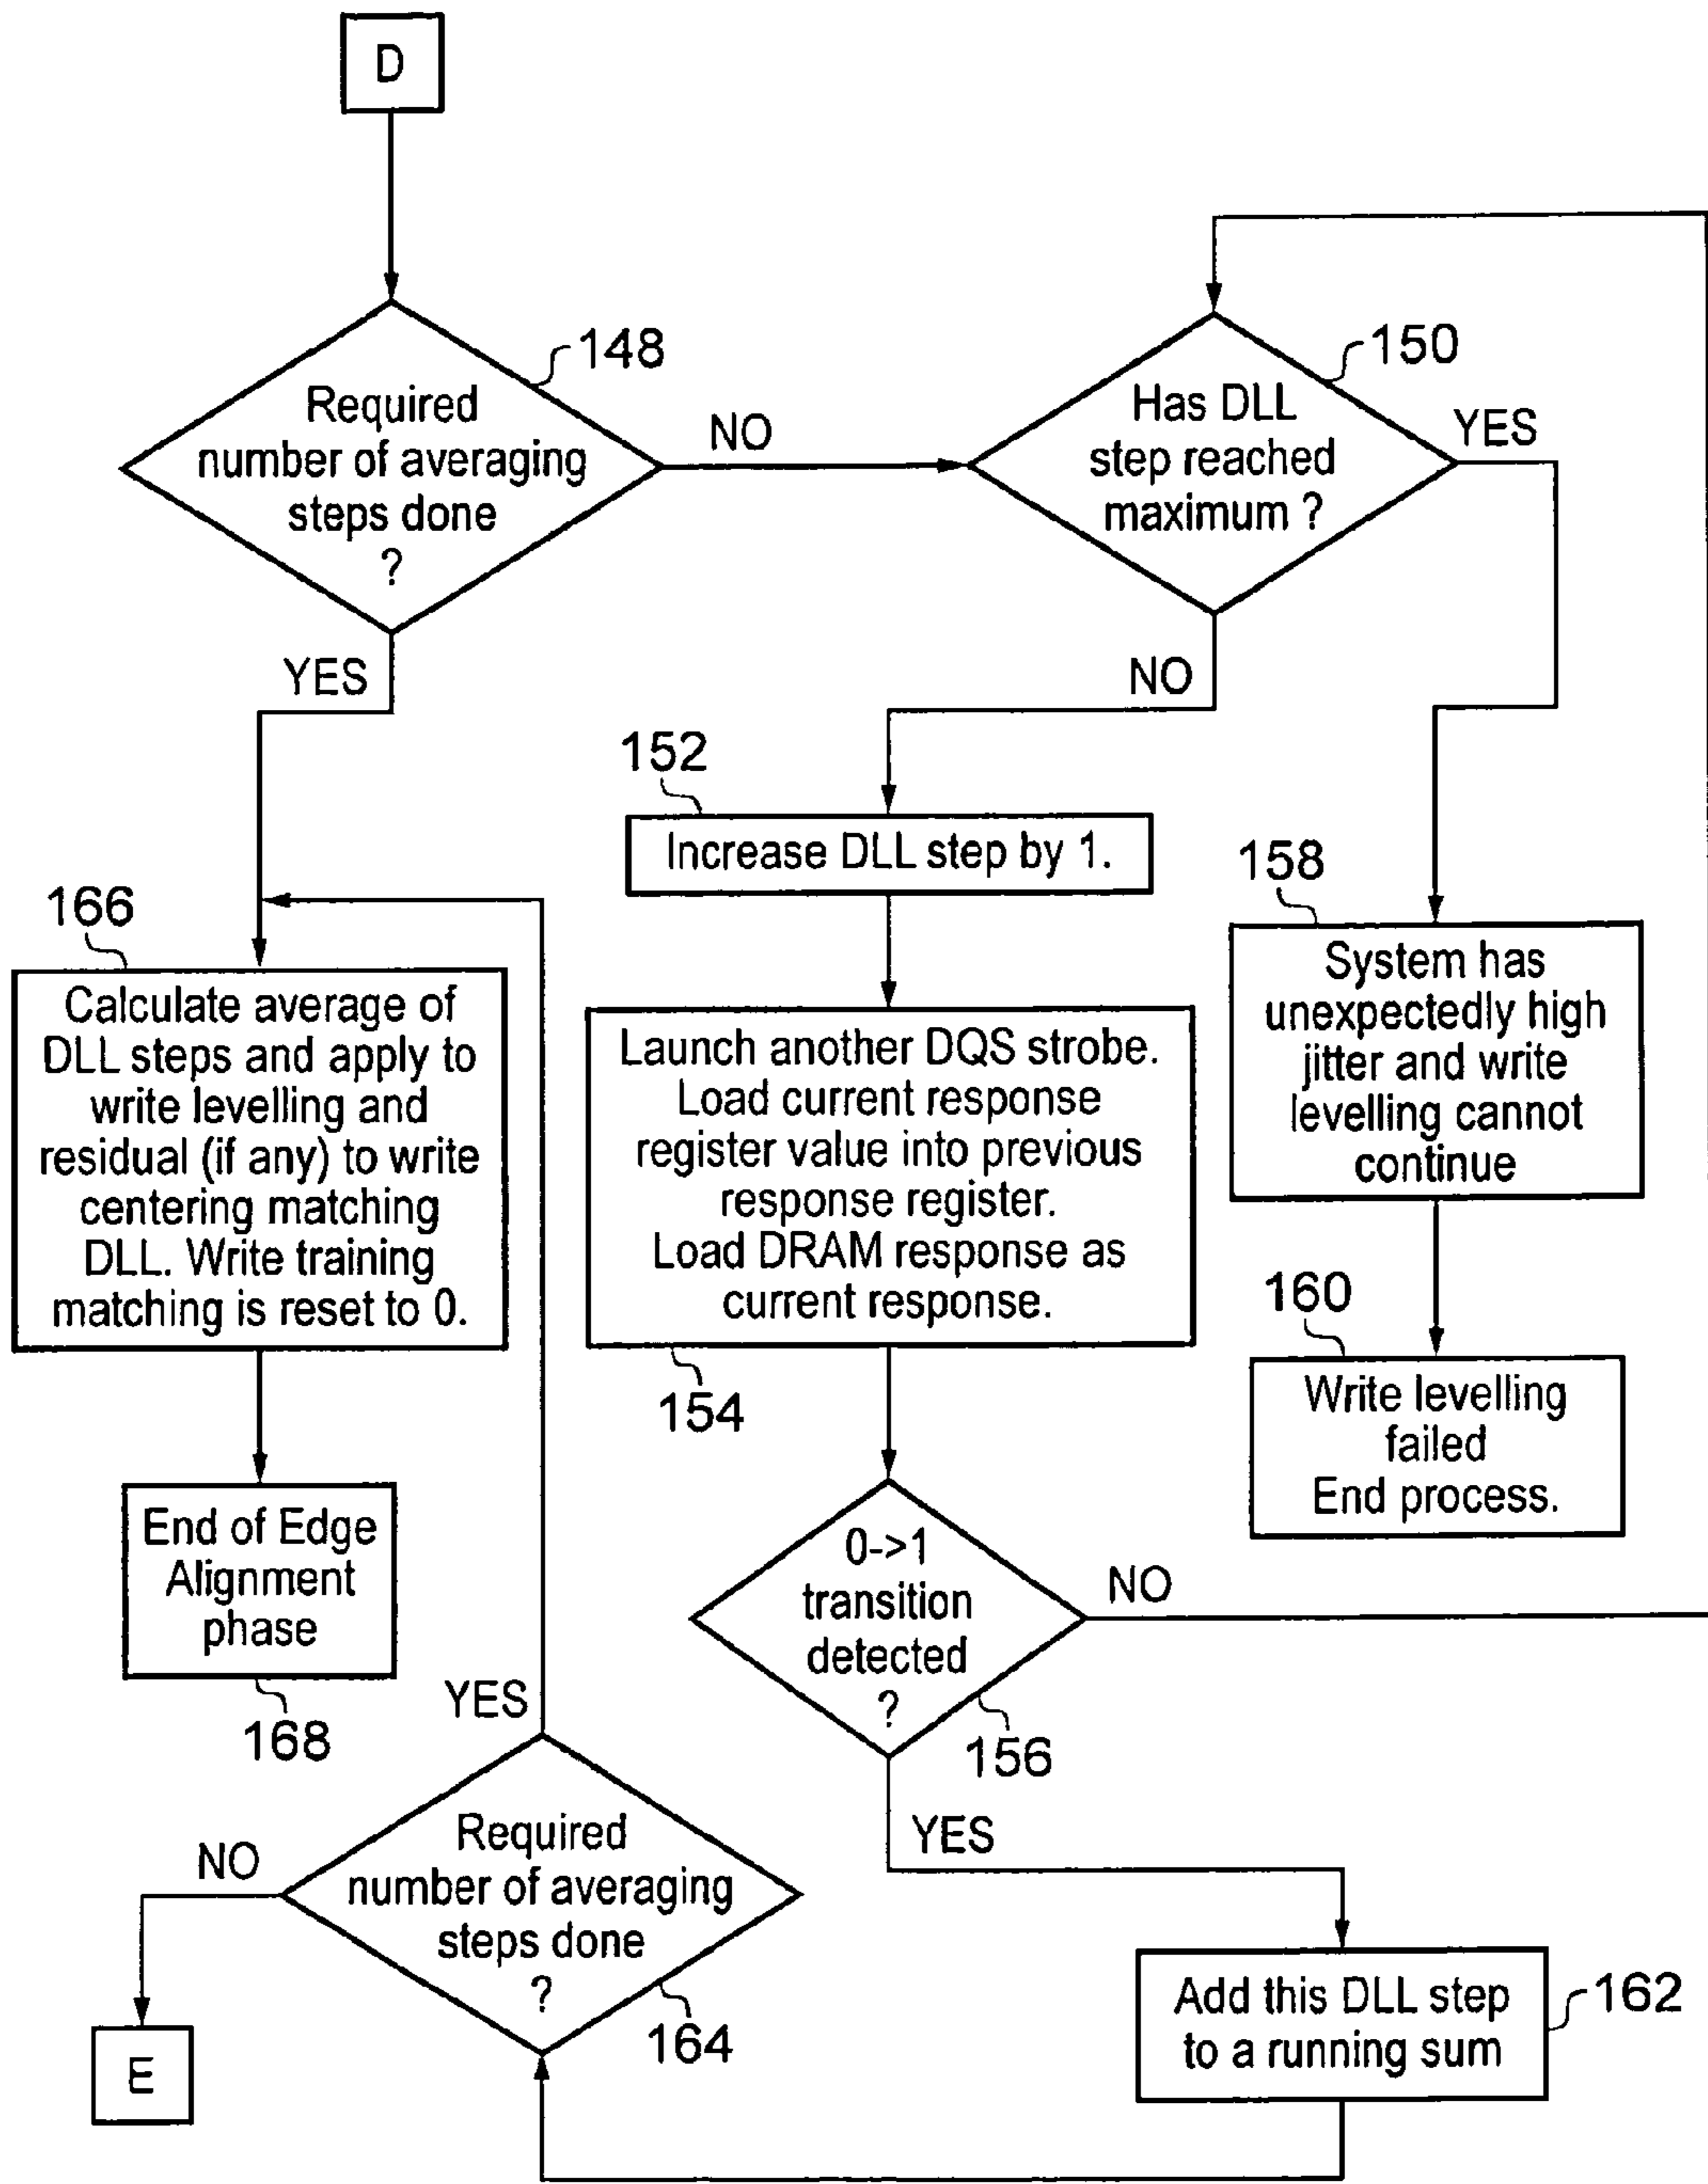 D
148
Required
number of averaging
steps done
?
NO
YES
150
Has DLL
step reached
maximum ?
YES
NO
152
Increase DLL step by 1.
158
System has
unexpectedly high
jitter and write
levelling cannot
continue
166
Calculate average of
DLL steps and apply to
write levelling and
residual (if any) to write
centering matching
DLL. Write training
matching is reset to 0.
Launch another DQS strobe.
Load current response
register value into previous
response register.
Load DRAM response as
current response.
154
160
Write levelling
failed
End process.
End of Edge
Alignment
phase
168
0->1
transition
detected
?
NO
156
YES
YES
Required
number of averaging
steps done
?
NO
164
E
Add this DLL step
to a running sum
162